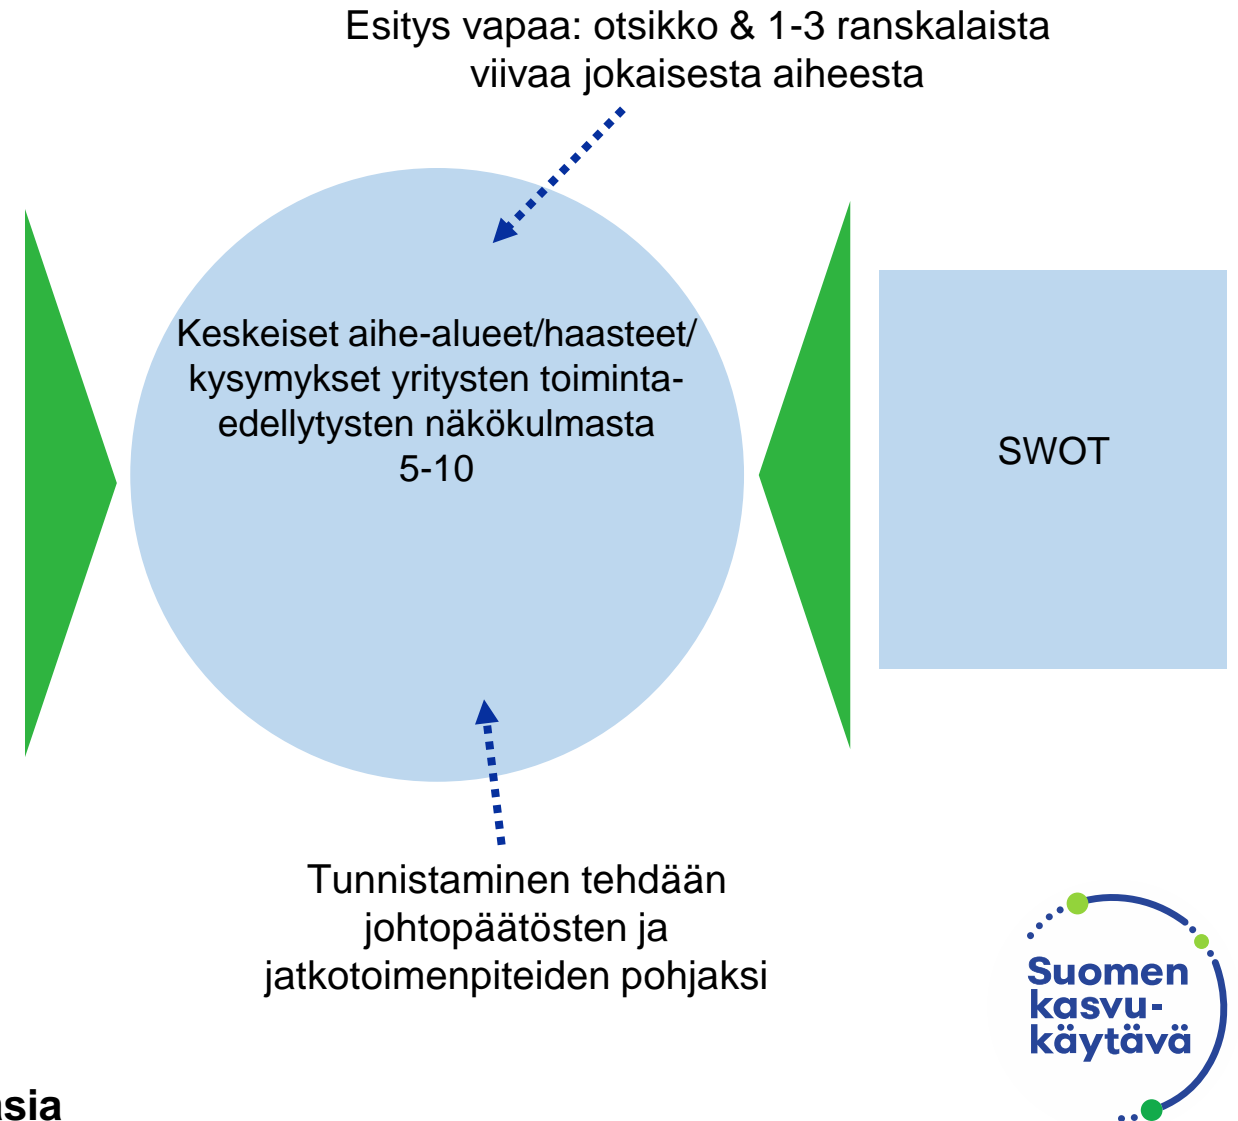 Esitys vapaa: otsikko & 1-3 ranskalaista
viivaa jokaisesta aiheesta
Keskeiset aihe-alueet/haasteet/
kysymykset yritysten toiminta-
edellytysten näkökulmasta
5-10
SWOT
Tunnistaminen tehdään
johtopäätösten ja
jatkotoimenpiteiden pohjaksi
Suomen
kasvu-
käytävä
asia